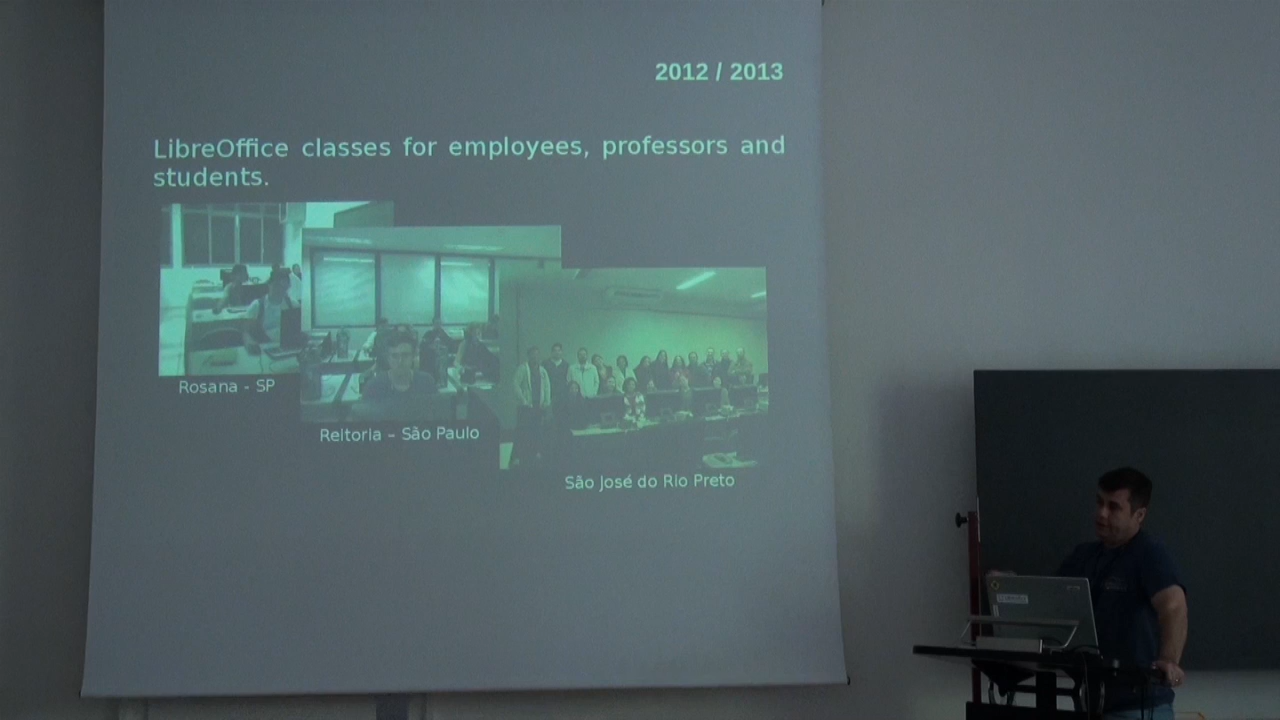 2012 / 2013
LibreOffice classes for employees, professors and
students.
Rosana - SP
Reitoria – São Paulo
São José do Rio Preto